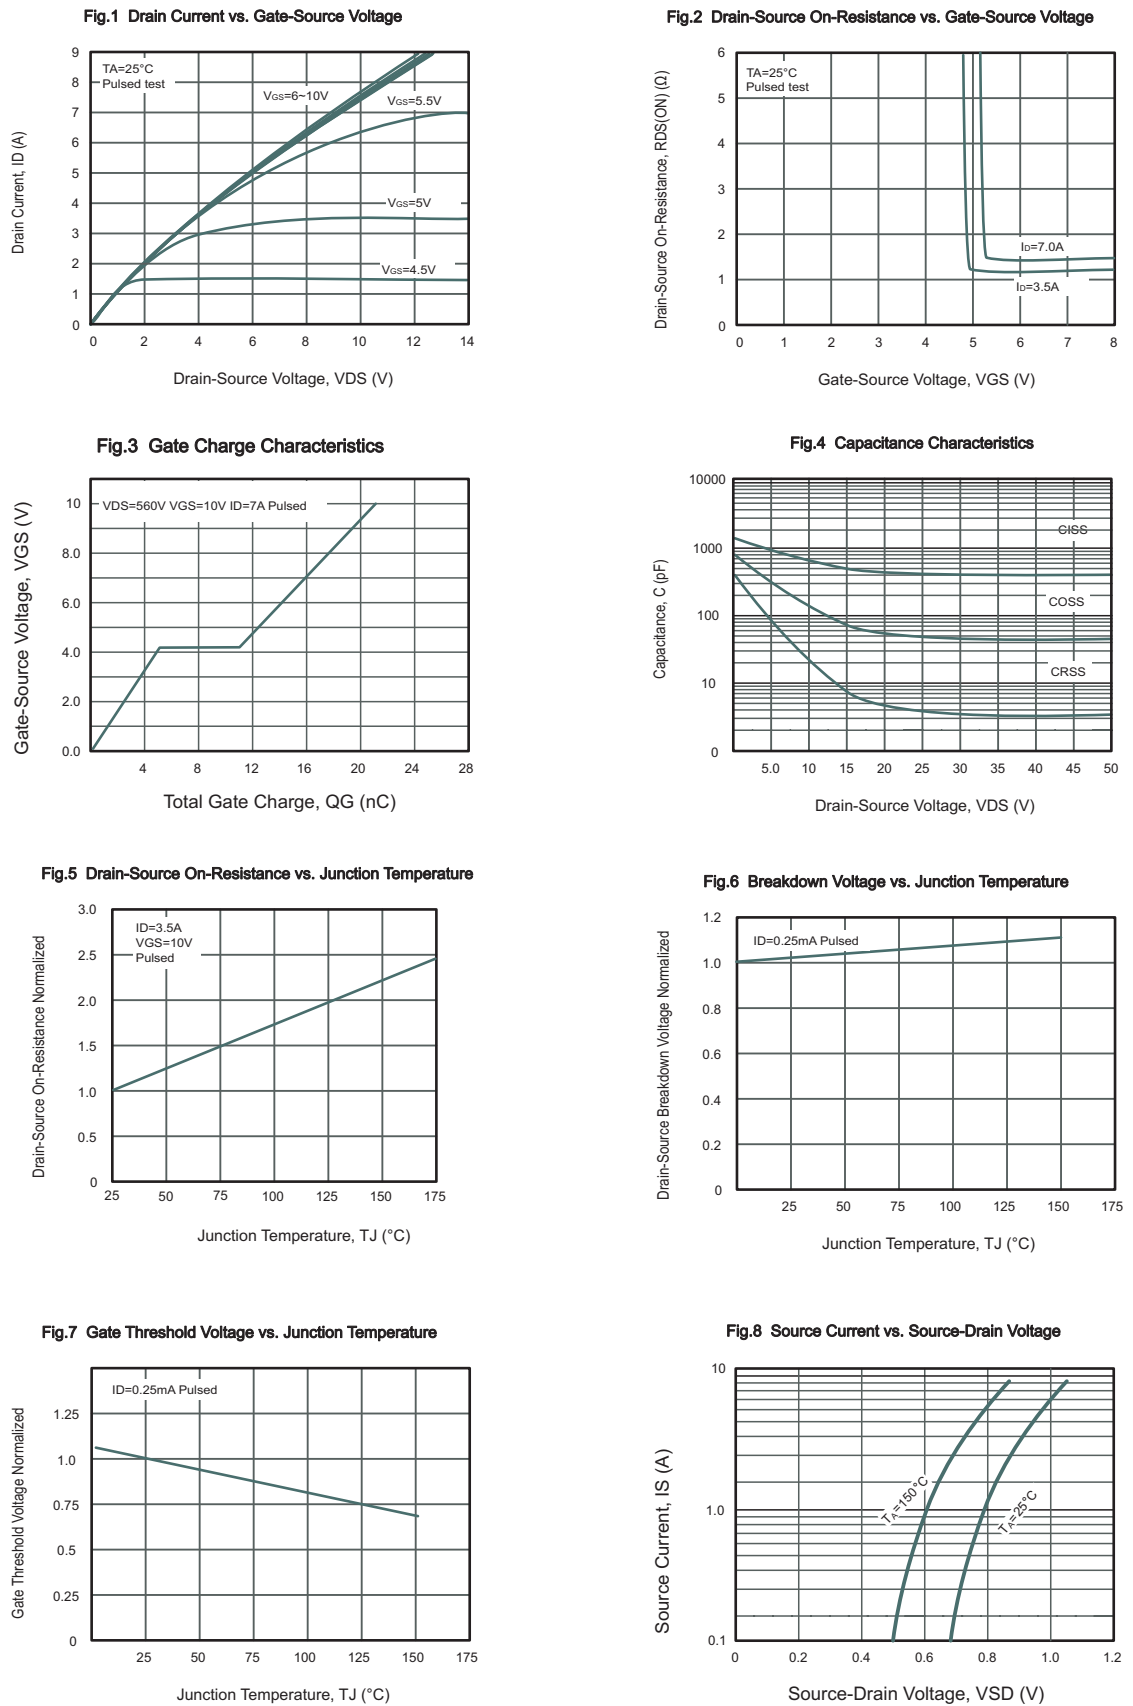 Fig.1 Drain Current vs. Gate-Source Voltage
Drain Current, ID (A)
9
8
7
6
5
4
3
2
1
0
TA=25°C
Pulsed test
VGS=6~10V
VGS=5.5V
VGS=5V
VGS=4.5V
0 2 4 6 8 10 12 14
Drain-Source Voltage, VDS (V)
Fig.2 Drain-Source On-Resistance vs. Gate-Source Voltage
Drain-Source On-Resistance, RDS(ON) (Ω)
6
5
4
3
2
1
0
TA=25°C
Pulsed test
ID=7.0A
ID=3.5A
0 1 2 3 4 5 6 7 8
Gate-Source Voltage, VGS (V)
Fig.3 Gate Charge Characteristics
Gate-Source Voltage, VGS (V)
10
8.0
6.0
4.0
2.0
0.0
VDS=560V VGS=10V ID=7A Pulsed
4 8 12 16 20 24 28
Total Gate Charge, QG (nC)
Fig.4 Capacitance Characteristics
Capacitance, C (pF)
10000
1000
100
10
0
CISS
COSS
CRSS
5.0 10 15 20 25 30 35 40 45 50
Drain-Source Voltage, VDS (V)
Fig.5 Drain-Source On-Resistance vs. Junction Temperature
Drain-Source On-Resistance Normalized
3.0
2.5
2.0
1.5
1.0
0.5
0
ID=3.5A
VGS=10V
Pulsed
25 50 75 100 125 150 175
Junction Temperature, TJ (°C)
Fig.6 Breakdown Voltage vs. Junction Temperature
Drain-Source Breakdown Voltage Normalized
1.2
1.0
0.8
0.6
0.4
0.2
0
ID=0.25mA Pulsed
25 50 75 100 125 150 175
Junction Temperature, TJ (°C)
Fig.7 Gate Threshold Voltage vs. Junction Temperature
Gate Threshold Voltage Normalized
1.25
1.0
0.75
0.5
0.25
0
ID=0.25mA Pulsed
25 50 75 100 125 150 175
Junction Temperature, TJ (°C)
Fig.8 Source Current vs. Source-Drain Voltage
Source Current, IS (A)
10
1.0
0.1
TA=150°C
TA=25°C
0 0.2 0.4 0.6 0.8 1.0 1.2
Source-Drain Voltage, VSD (V)